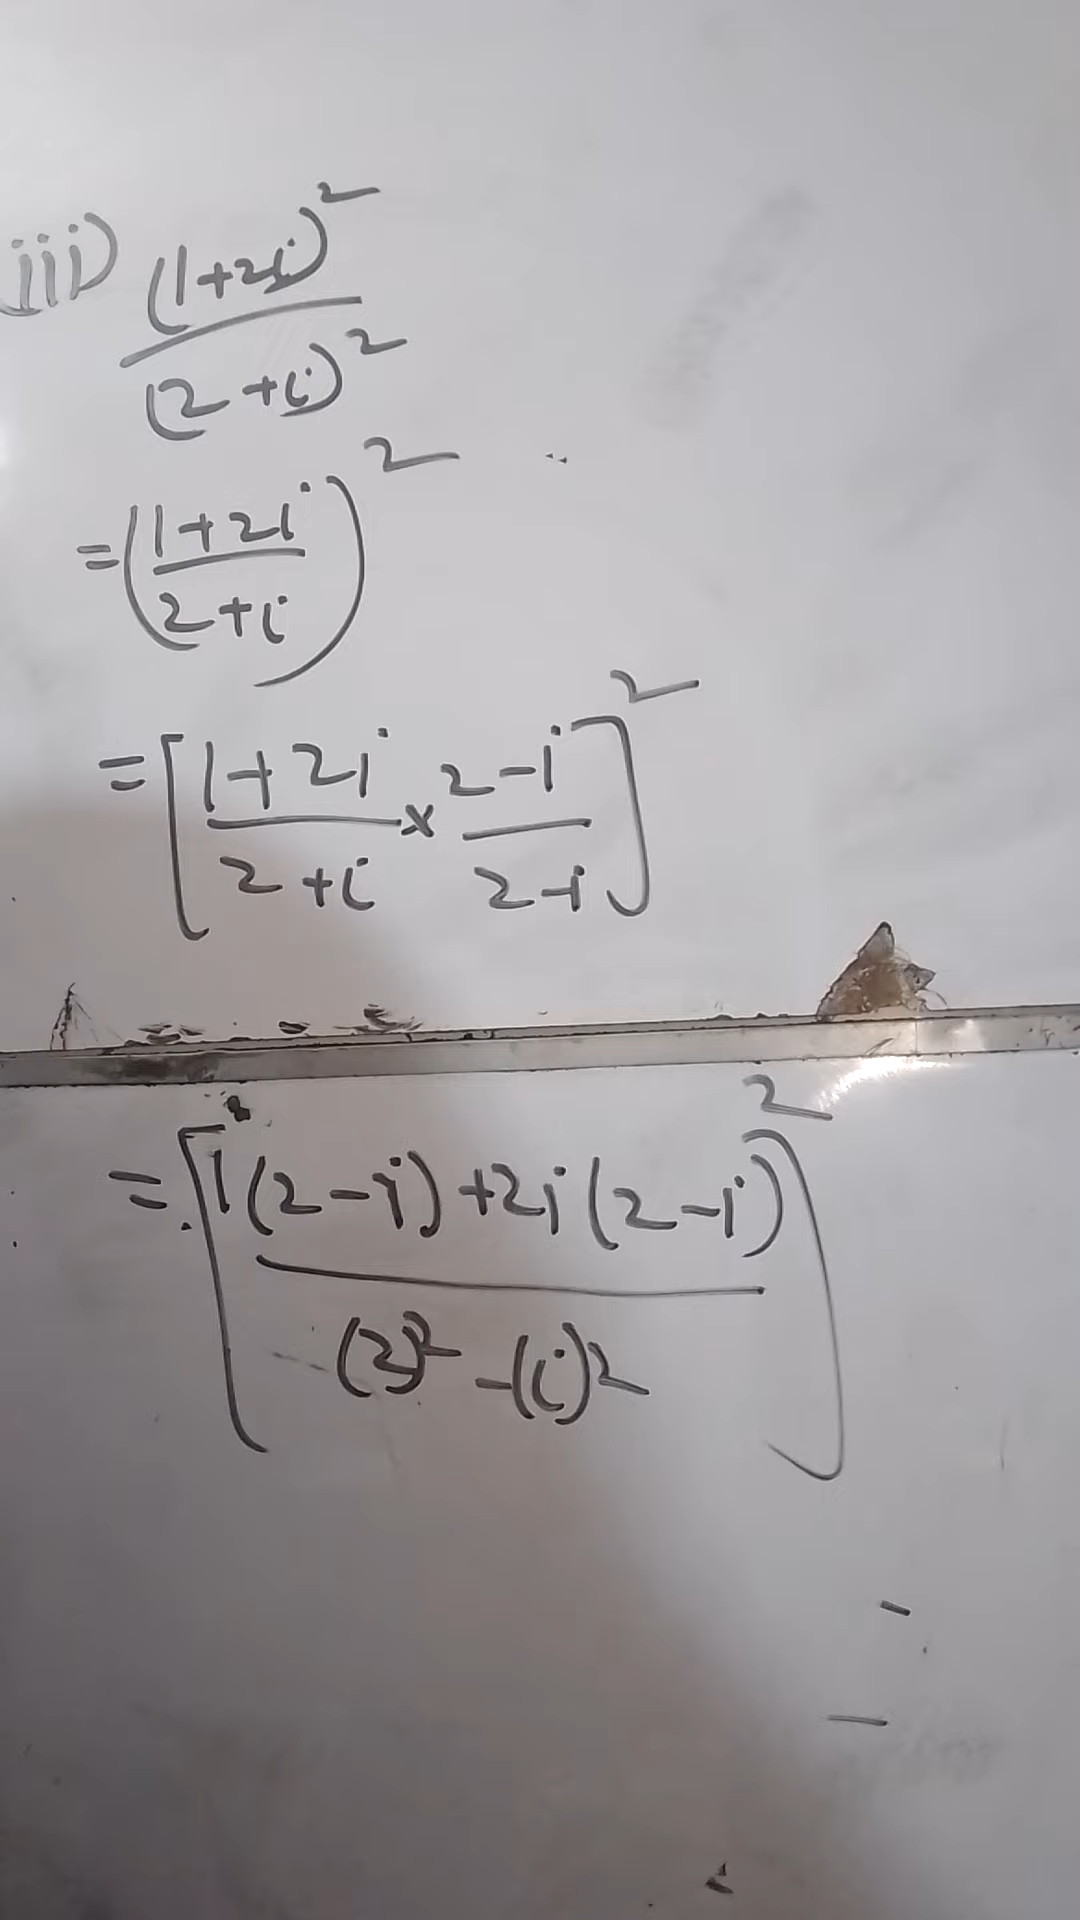 iii) (1+2i)² / (2+i)²
= (1+2i / 2+i)²
= [1+2i / 2+i × 2-i / 2-i]²
= [1(2-i)+2i(2-i) / (2)² -(i)²]²